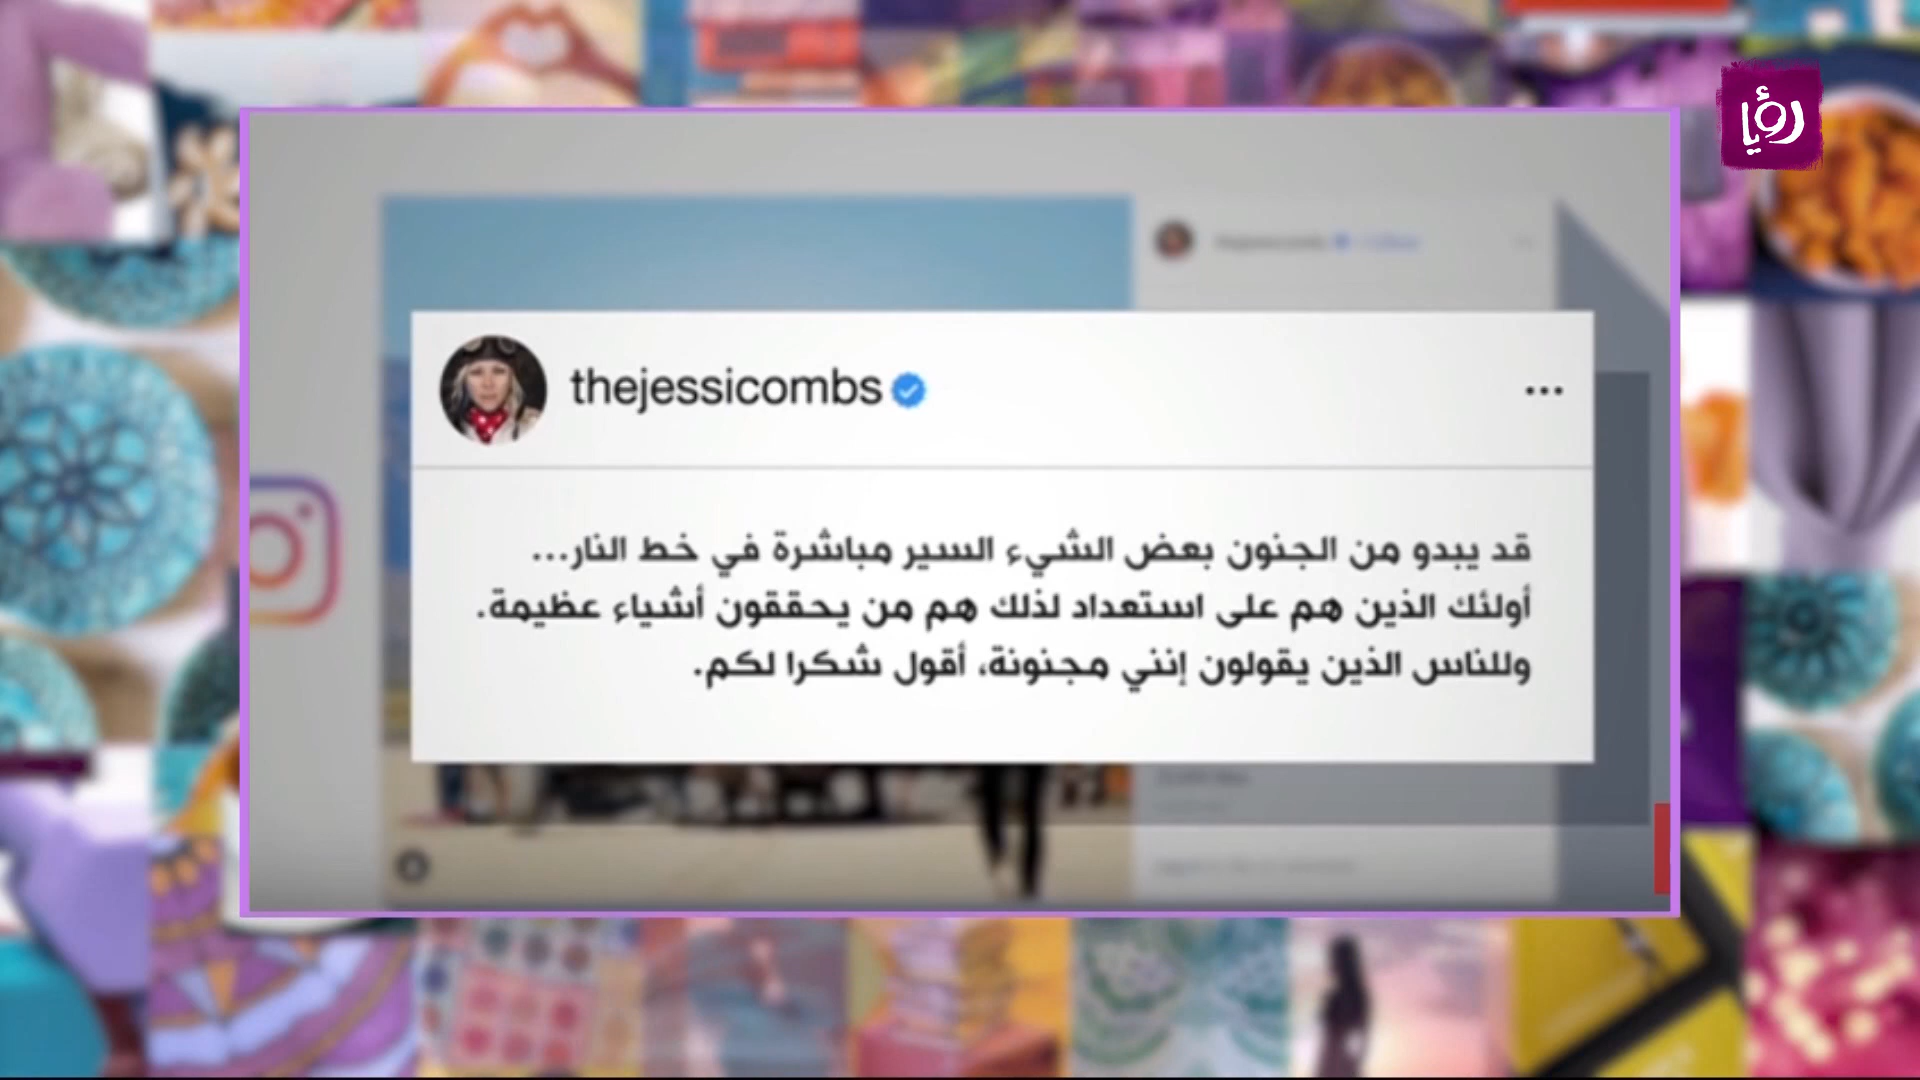 رؤيا
thejessicombs
قد يبدو من الجنون بعض الشيء السير مباشرة في خط النار...
أولئك الذين هم على استعداد لذلك هم من يحققون أشياء عظيمة.
وللناس الذين يقولون إنني مجنونة، أقول شكرا لكم.